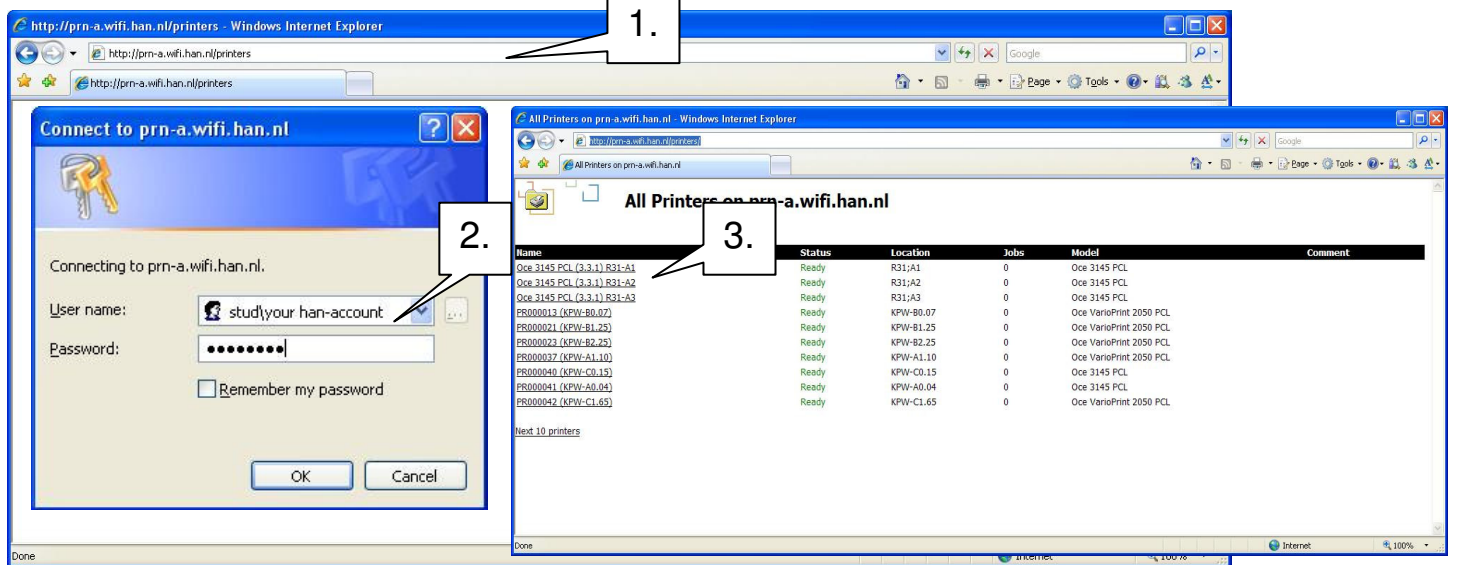 http://prn-a.wifi.han.nl/printers - Windows Internet Explorer
1.
http://prn-a.wifi.han.nl/printers
Google
http://prn-a.wifi.han.nl/printers
Page Tools
Connect to prn-a.wifi.han.nl
Connecting to prn-a.wifi.han.nl.
2.
User name: stud\your han-account
Password: ●●●●●●●●
Remember my password
OK Cancel
All Printers on prn-a.wifi.han.nl - Windows Internet Explorer
http://prn-a.wifi.han.nl/printers/
Google
All Printers on prn-a.wifi.han.nl
Page Tools
All Printers on prn-a.wifi.han.nl
3.
Name Status Location Jobs Model Comment
Oce 3145 PCL (3.3.1) R31-A1 Ready R31;A1 0 Oce 3145 PCL
Oce 3145 PCL (3.3.1) R31-A2 Ready R31;A2 0 Oce 3145 PCL
Oce 3145 PCL (3.3.1) R31-A3 Ready R31;A3 0 Oce 3145 PCL
PR000013 (KPW-B0.07) Ready KPW-B0.07 0 Oce VarioPrint 2050 PCL
PR000021 (KPW-B1.25) Ready KPW-B1.25 0 Oce VarioPrint 2050 PCL
PR000023 (KPW-B2.25) Ready KPW-B2.25 0 Oce VarioPrint 2050 PCL
PR000037 (KPW-A1.10) Ready KPW-A1.10 0 Oce VarioPrint 2050 PCL
PR000040 (KPW-C0.15) Ready KPW-C0.15 0 Oce 3145 PCL
PR000041 (KPW-A0.04) Ready KPW-A0.04 0 Oce 3145 PCL
PR000042 (KPW-C1.65) Ready KPW-C1.65 0 Oce VarioPrint 2050 PCL
Next 10 printers
Done Internet 100%
Done Internet 100%